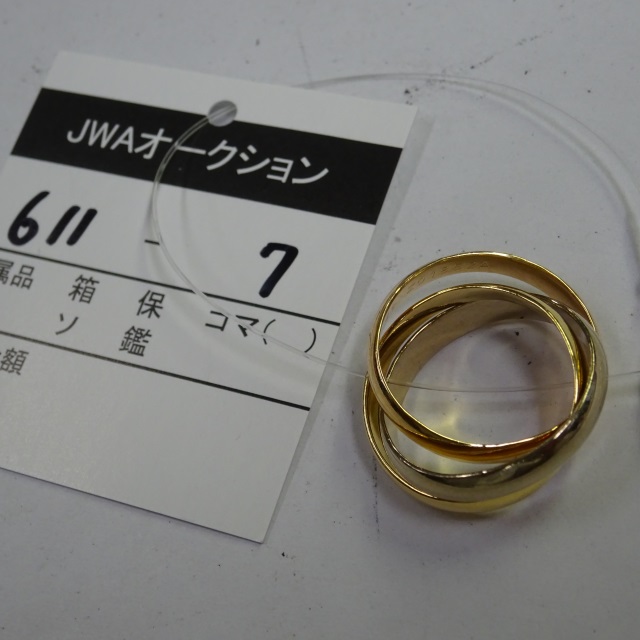 JWAオークション
611 - 7
属品 箱 保 コマ( )
ソ 鑑
額